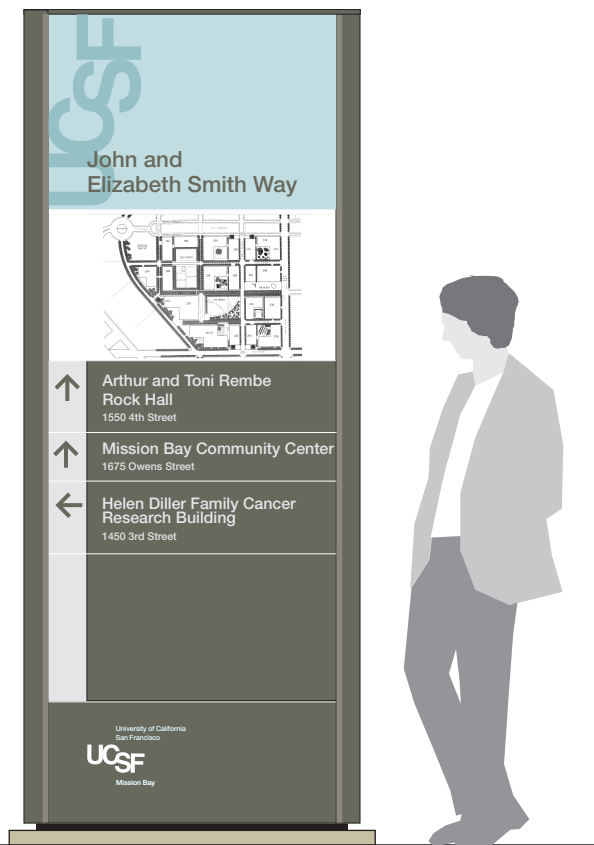 UCSF
John and
Elizabeth Smith Way
Arthur and Toni Rembe
Rock Hall
1550 4th Street
Mission Bay Community Center
1675 Owens Street
Helen Diller Family Cancer
Research Building
1450 3rd Street
University of California
San Francisco
UCSF
Mission Bay